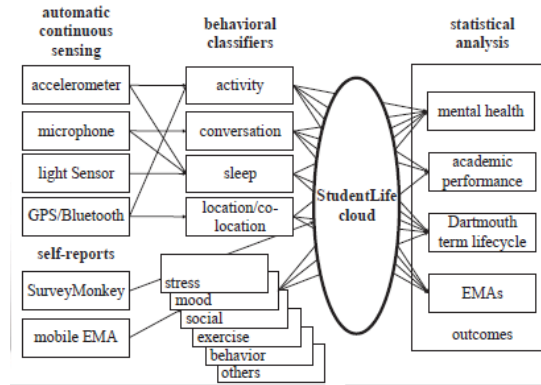 automatic
continuous
sensing
accelerometer
microphone
light Sensor
GPS/Bluetooth
self-reports
SurveyMonkey
mobile EMA
behavioral
classifiers
activity
conversation
sleep
location/co-
location
stress
mood
social
exercise
behavior
others
StudentLife
cloud
statistical
analysis
mental health
academic
performance
Dartmouth
term lifecycle
EMAs
outcomes